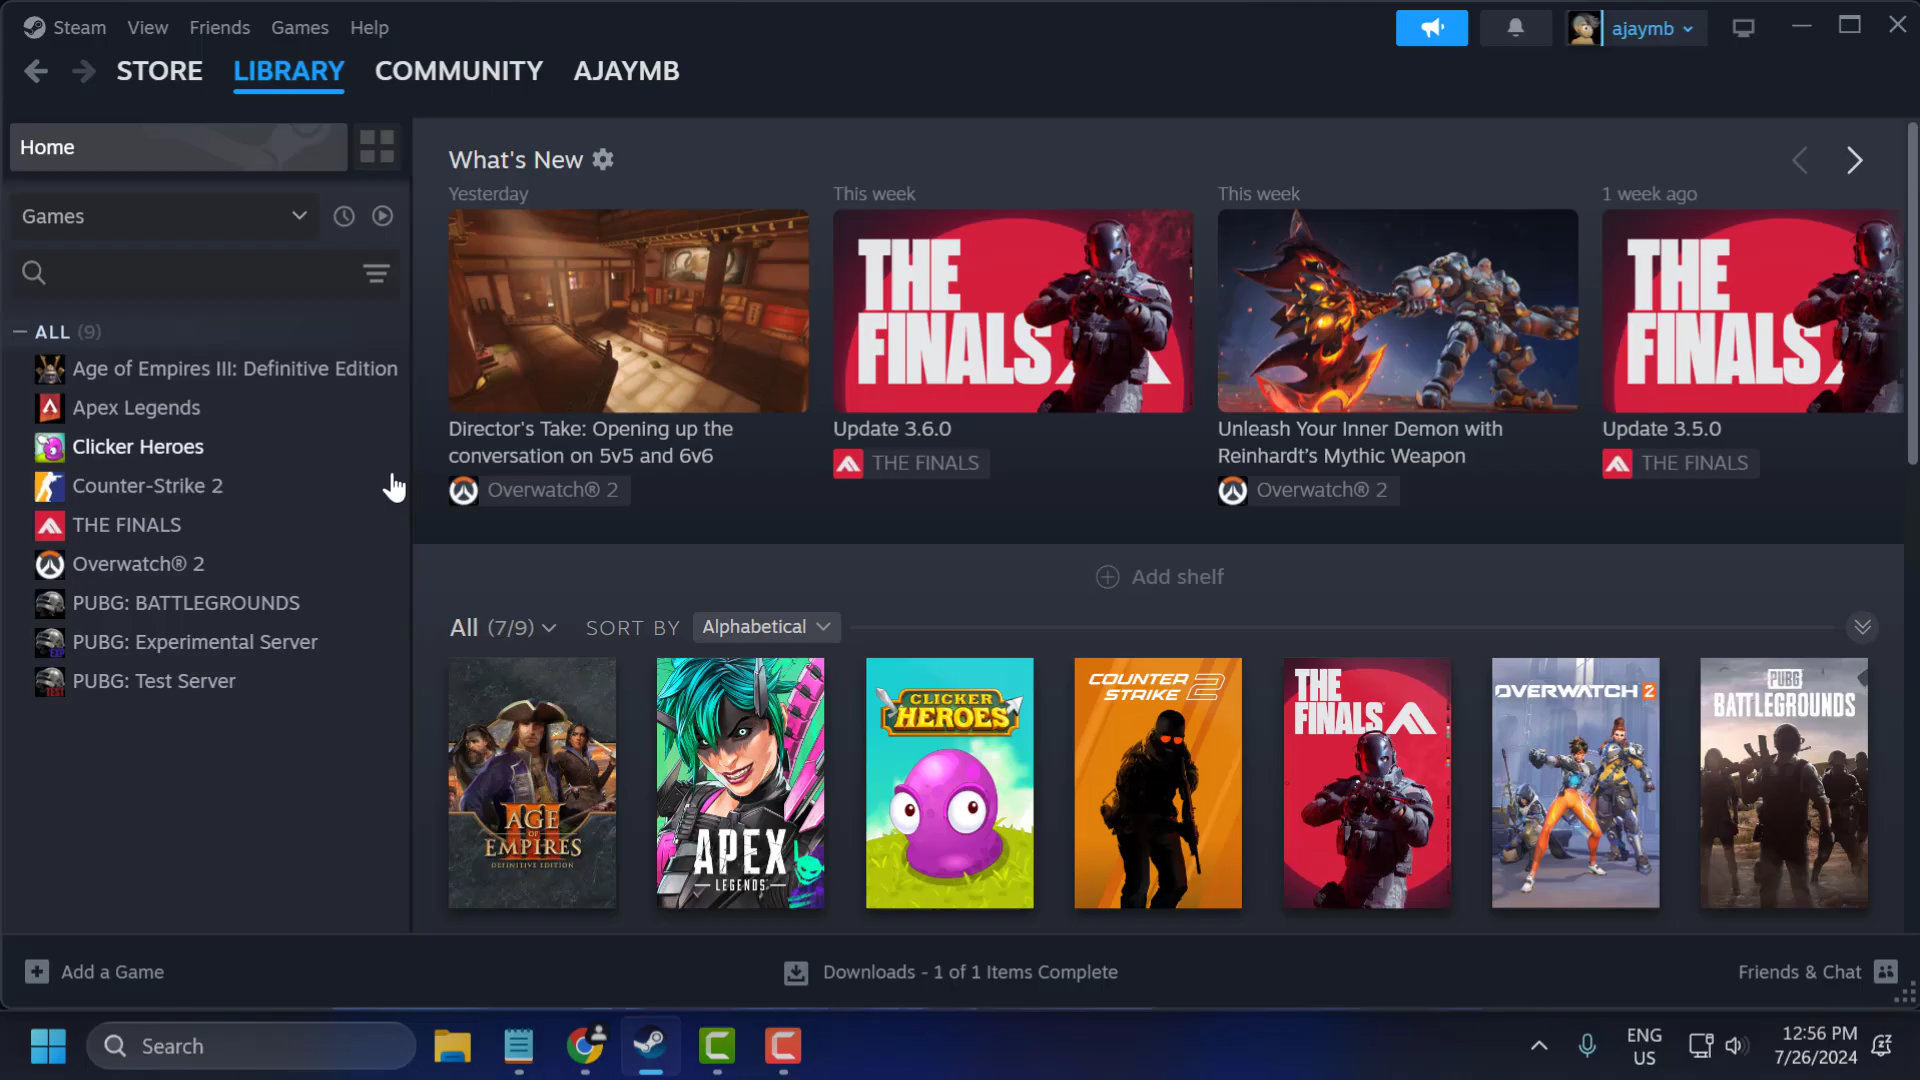 Steam View Friends Games Help
ajaymb
STORE LIBRARY COMMUNITY AJAYMB
Home
Games
ALL (9)
Age of Empires III: Definitive Edition
Apex Legends
Clicker Heroes
Counter-Strike 2
THE FINALS
Overwatch® 2
PUBG: BATTLEGROUNDS
PUBG: Experimental Server
PUBG: Test Server
What's New
Yesterday
THE
FINALS
Director's Take: Opening up the
conversation on 5v5 and 6v6
Overwatch® 2
This week
Update 3.6.0
THE FINALS
This week
Unleash Your Inner Demon with
Reinhardt's Mythic Weapon
Overwatch® 2
1 week ago
THE
FINALS
Update 3.5.0
THE FINALS
Add shelf
All (7/9) SORT BY Alphabetical
AGE
OF
EMPIRES
III
DEFINITIVE EDITION
APEX
LEGENDS
CLICKER
HEROES
COUNTER
STRIKE 2
THE
FINALS
OVERWATCH 2
PUBG
BATTLEGROUNDS
Add a Game
Downloads - 1 of 1 Items Complete
Friends & Chat
Search
ENG
US
12:56 PM
7/26/2024